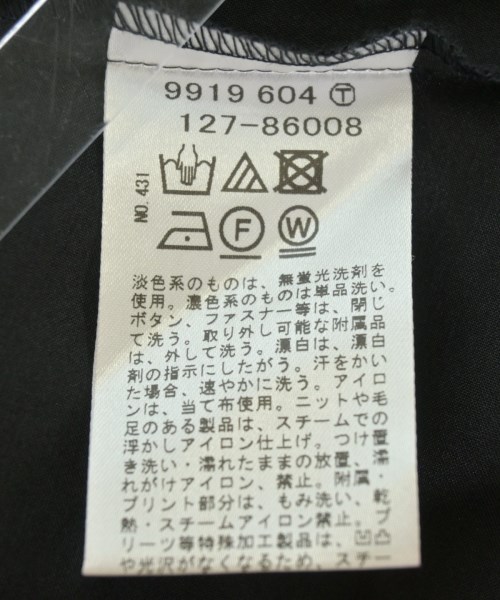 9919 604 Ⓣ
127-86008
NO.431
F W
淡色系のものは、無蛍光洗剤を
使用。濃色系のものは単品洗い。
ボタン、ファスナー等は、閉じ
て洗う。取り外し可能な附属品
は、外して洗う。漂白は、漂白
剤の指示にしたがう。汗をかい
た場合、速やかに洗う。アイロ
ンは、当て布使用。ニットや毛
足のある製品は、スチームでの
浮かしアイロン仕上げ。つけ置
き洗い・濡れたままの放置、濡
れがけアイロン、禁止。附属・
プリント部分は、もみ洗い、乾
熱・スチームアイロン禁止。プ
リーツ等特殊加工製品は、凹凸
や光沢がなくなるため、スチー